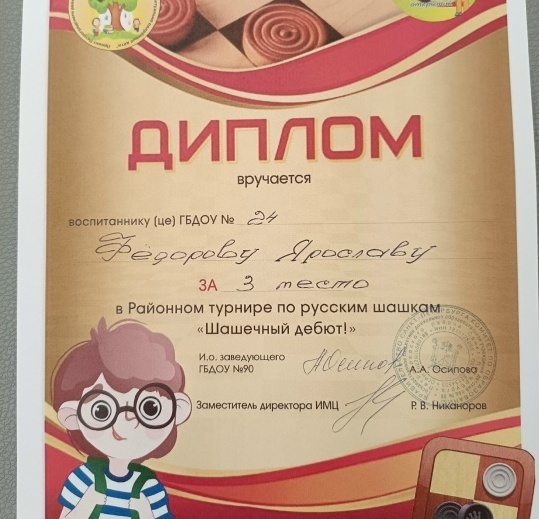 ДИПЛОМ
вручается
воспитаннику (це) ГБДОУ № 24
Фёдорову Ярославу
ЗА 3 место
в Районном турнире по русским шашкам
«Шашечный дебют!»
И.о. заведующего
ГБДОУ №90 А.А. Осипова
Заместитель директора ИМЦ Р. В. Никаноров